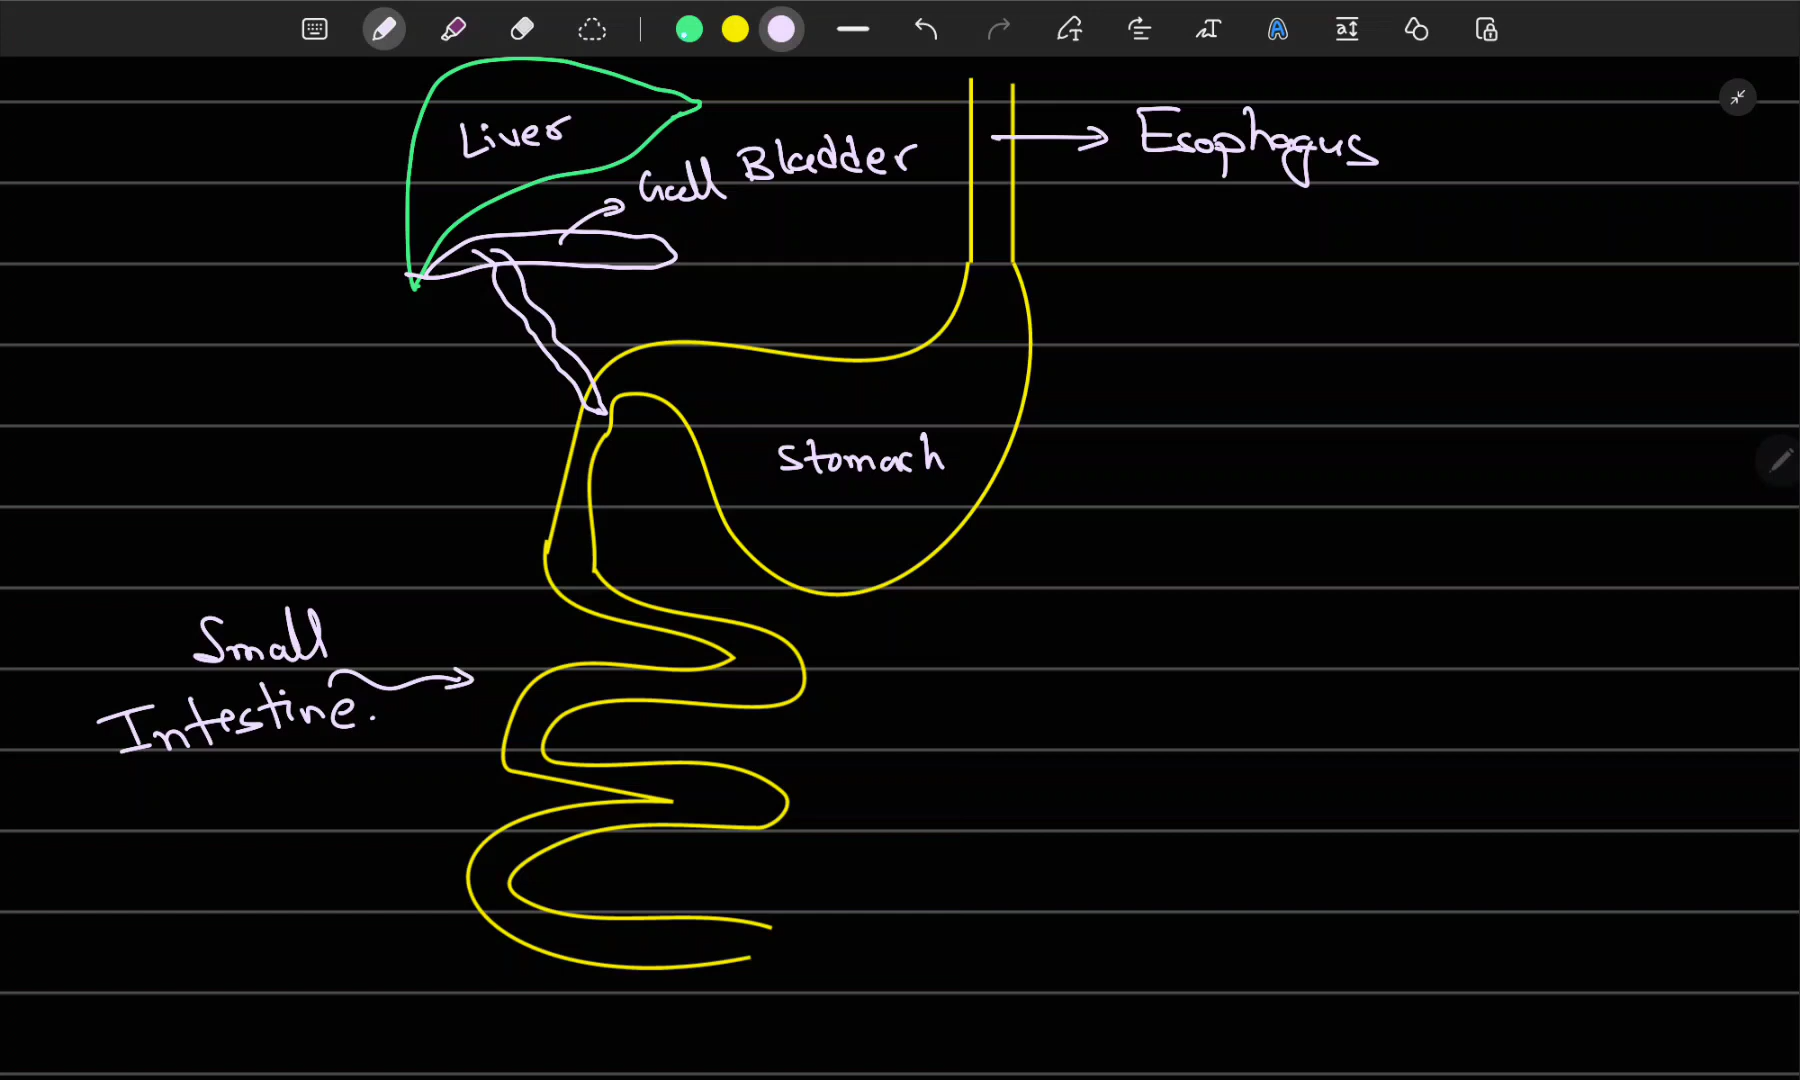 Liver
Gall Bladder
Esophagus
Stomach
Small
Intestine.